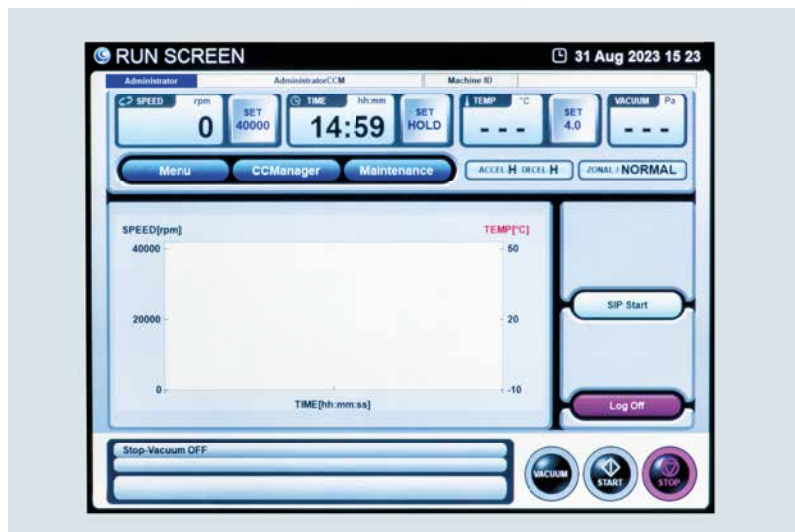 RUN SCREEN 31 Aug 2023 15 23
Administrator AdministratorCCM Machine ID
SPEED rpm TIME hh:mm TEMP °C VACUUM Pa
0 SET 40000 14:59 SET HOLD - - - SET 4.0 - - -
Menu CCManager Maintenance ACCEL H DECEL H ZONAL / NORMAL
SPEED[rpm] TEMP[°C]
40000 50
20000 20
0 -10
TIME[hh:mm:ss]
SIP Start
Log Off
Stop-Vacuum OFF
VACUUM START STOP